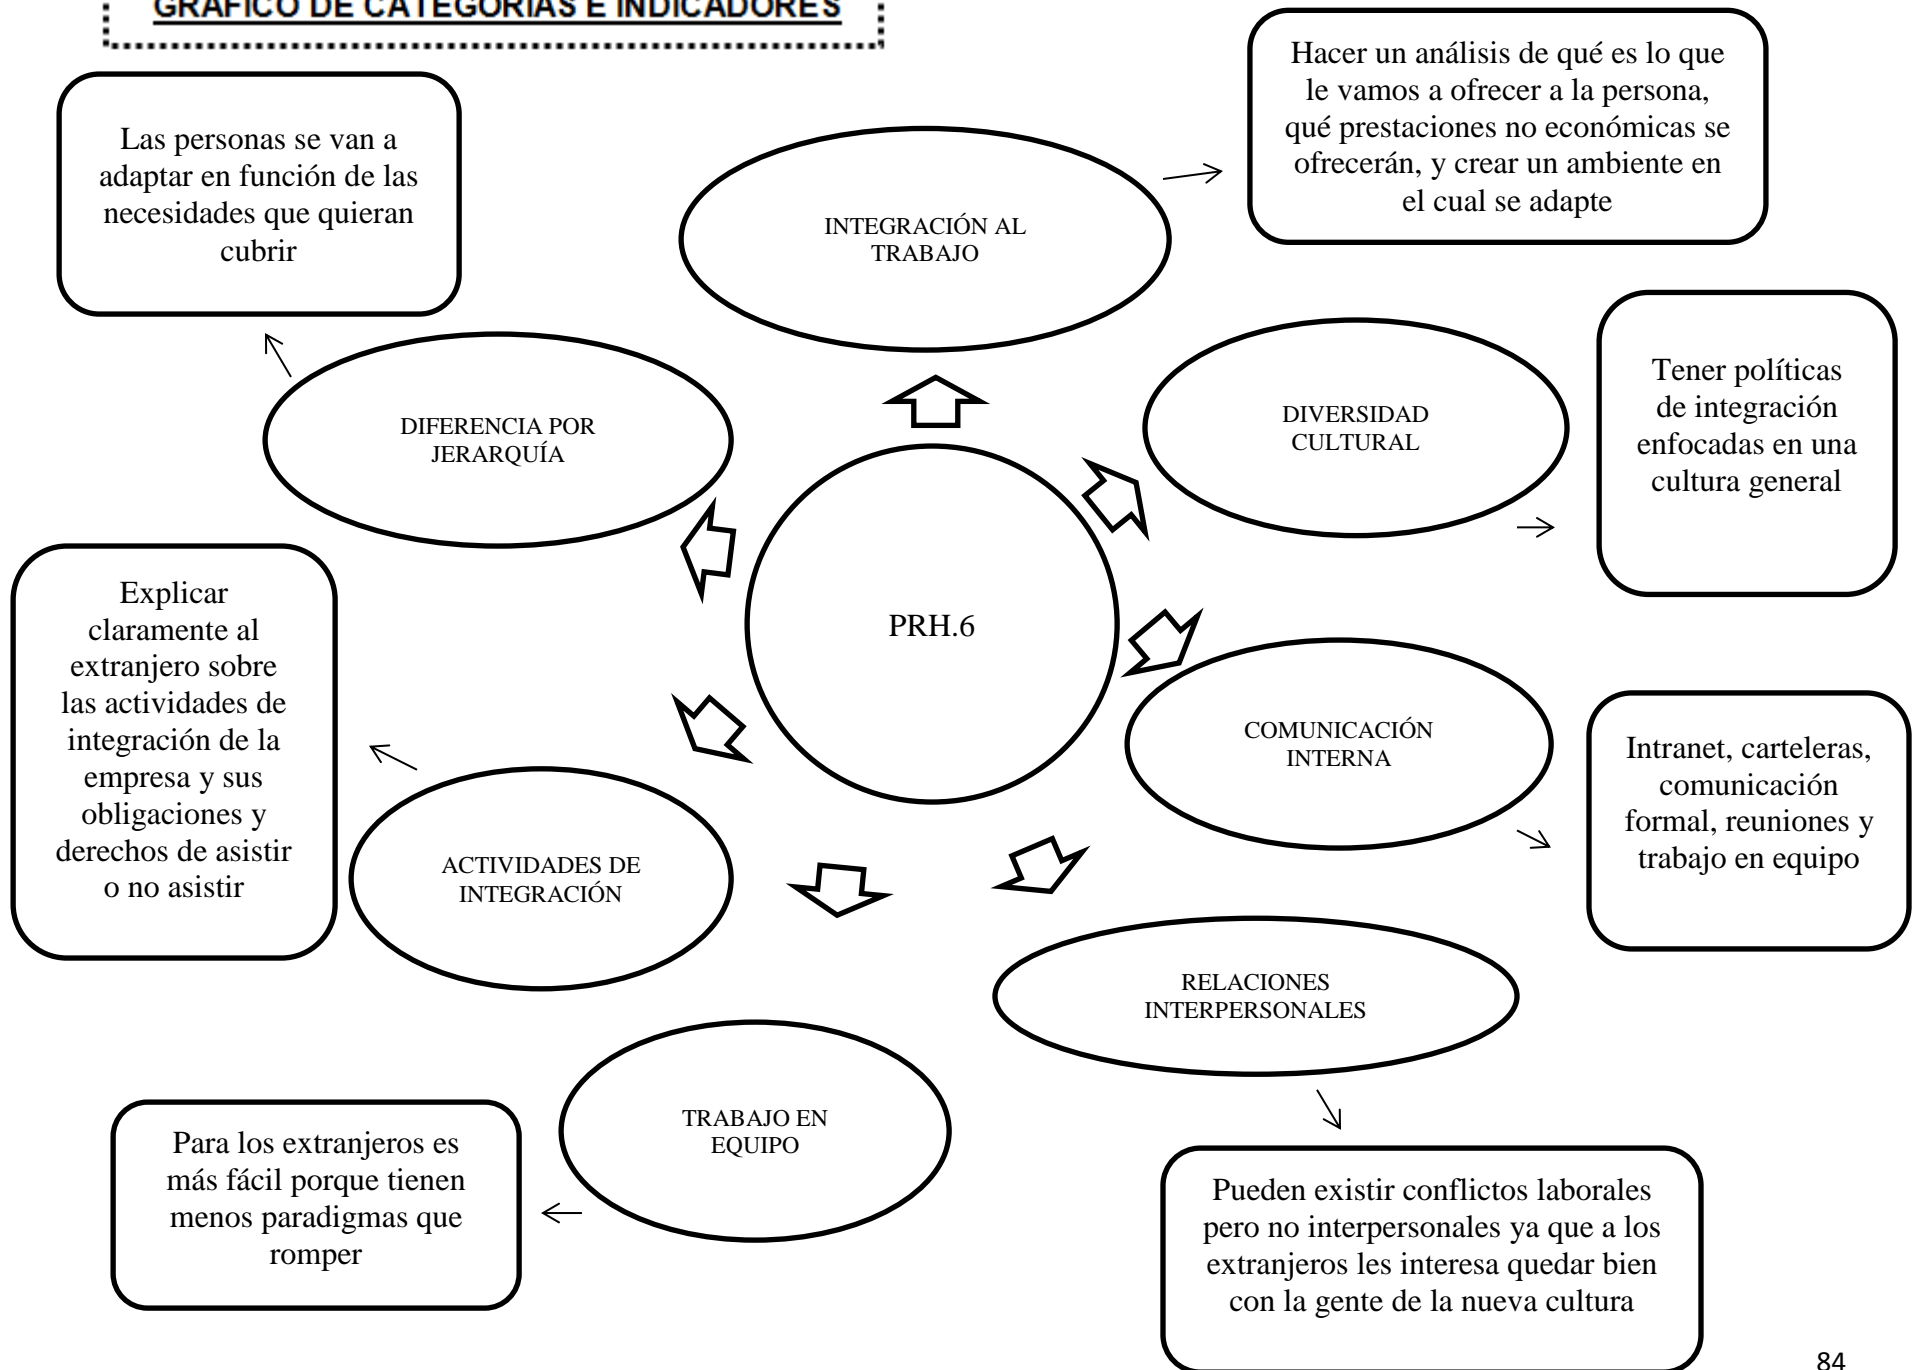 GRÁFICO DE CATEGORÍAS E INDICADORES
Hacer un análisis de qué es lo que
le vamos a ofrecer a la persona,
qué prestaciones no económicas se
ofrecerán, y crear un ambiente en
el cual se adapte
Las personas se van a
adaptar en función de las
necesidades que quieran
cubrir
INTEGRACIÓN AL
TRABAJO
DIFERENCIA POR
JERARQUÍA
DIVERSIDAD
CULTURAL
Tener políticas
de integración
enfocadas en una
cultura general
PRH.6
Explicar
claramente al
extranjero sobre
las actividades de
integración de la
empresa y sus
obligaciones y
derechos de asistir
o no asistir
COMUNICACIÓN
INTERNA
Intranet, carteleras,
comunicación
formal, reuniones y
trabajo en equipo
ACTIVIDADES DE
INTEGRACIÓN
RELACIONES
INTERPERSONALES
TRABAJO EN
EQUIPO
Para los extranjeros es
más fácil porque tienen
menos paradigmas que
romper
Pueden existir conflictos laborales
pero no interpersonales ya que a los
extranjeros les interesa quedar bien
con la gente de la nueva cultura
84